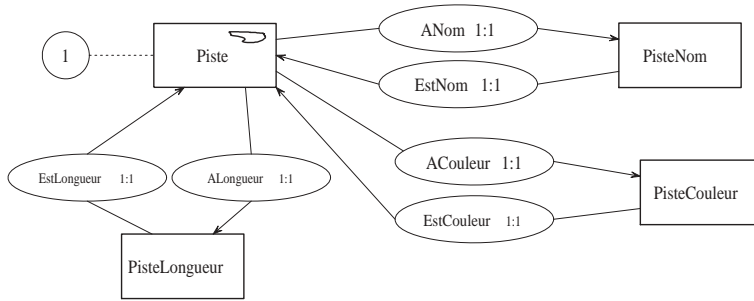 ANom 1:1
1
Piste
PisteNom
EstNom 1:1
ACouleur 1:1
EstLongueur 1:1
ALongueur 1:1
PisteCouleur
EstCouleur 1:1
PisteLongueur